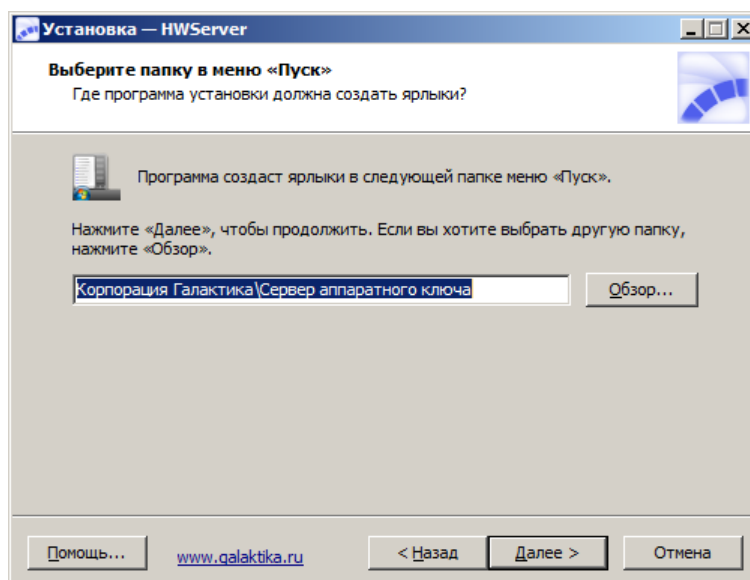 Установка — HWServer
Выберите папку в меню «Пуск»
Где программа установки должна создать ярлыки?
Программа создаст ярлыки в следующей папке меню «Пуск».
Нажмите «Далее», чтобы продолжить. Если вы хотите выбрать другую папку,
нажмите «Обзор».
Корпорация Галактика\Сервер аппаратного ключа
Обзор...
Помощь...
www.galaktika.ru
< Назад
Далее >
Отмена